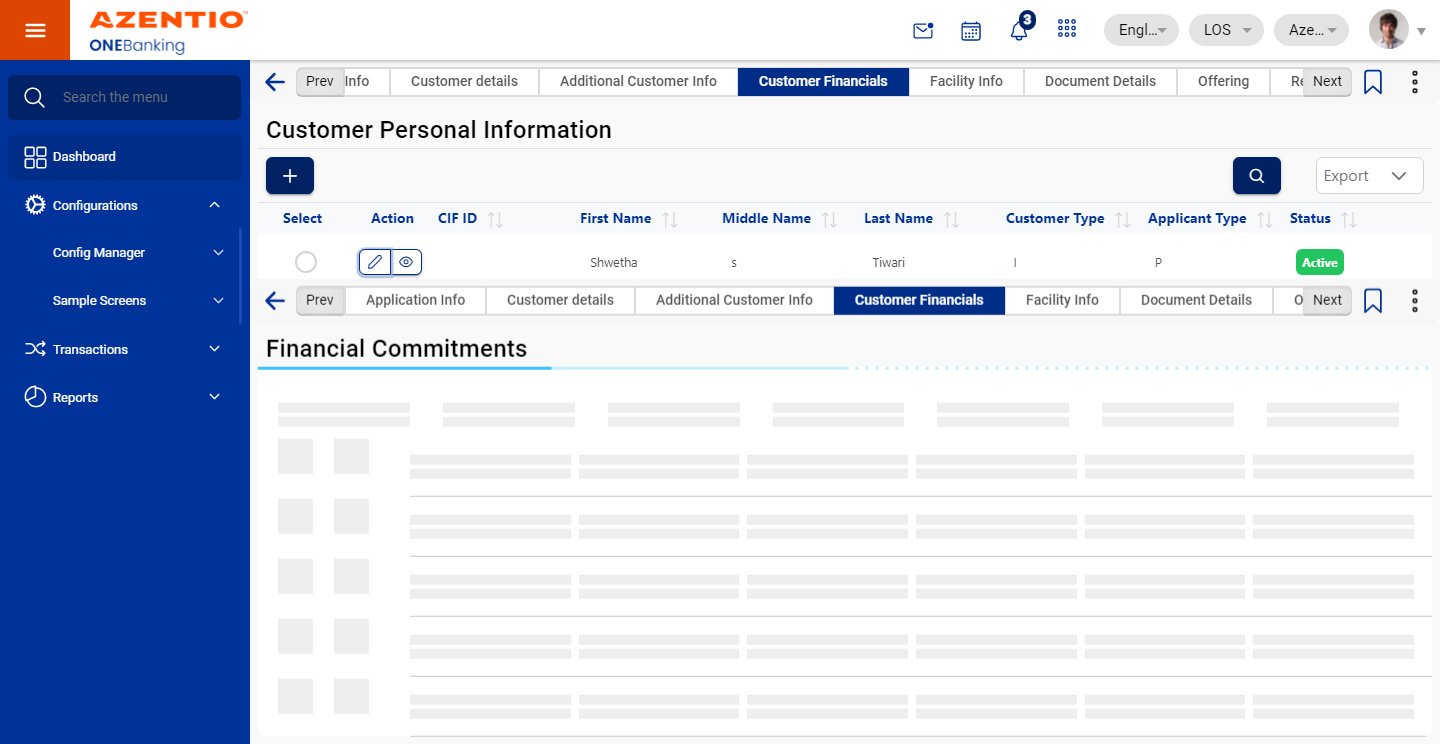 AZENTIO™
ONEBanking
3
Engl...
LOS
Aze...
Search the menu
Dashboard
Configurations
Config Manager
Sample Screens
Transactions
Reports
Prev Info Customer details Additional Customer Info Customer Financials Facility Info Document Details Offering Re Next
Customer Personal Information
+
Export
Select Action CIF ID First Name Middle Name Last Name Customer Type Applicant Type Status
Shwetha s Tiwari I P Active
Prev Application Info Customer details Additional Customer Info Customer Financials Facility Info Document Details O Next
Financial Commitments